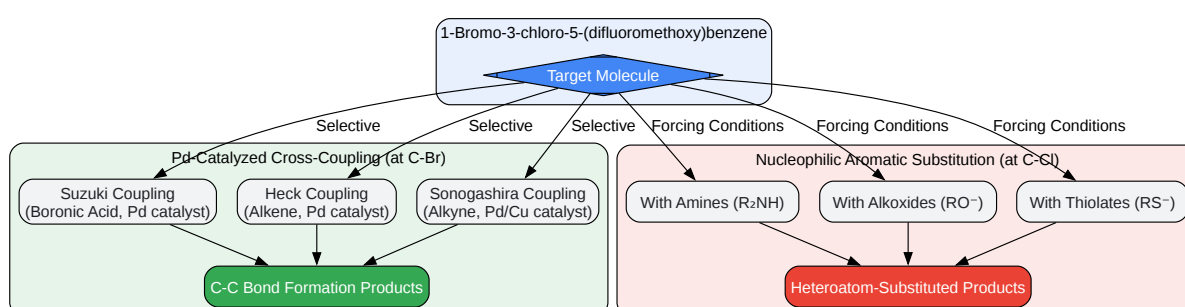 1-Bromo-3-chloro-5-(difluoromethoxy)benzene
Target Molecule
Selective
Selective
Selective
Forcing Conditions
Forcing Conditions
Forcing Conditions
Pd-Catalyzed Cross-Coupling (at C-Br)
Nucleophilic Aromatic Substitution (at C-Cl)
Suzuki Coupling
(Boronic Acid, Pd catalyst)
Heck Coupling
(Alkene, Pd catalyst)
Sonogashira Coupling
(Alkyne, Pd/Cu catalyst)
With Amines (R₂NH)
With Alkoxides (RO⁻)
With Thiolates (RS⁻)
C-C Bond Formation Products
Heteroatom-Substituted Products